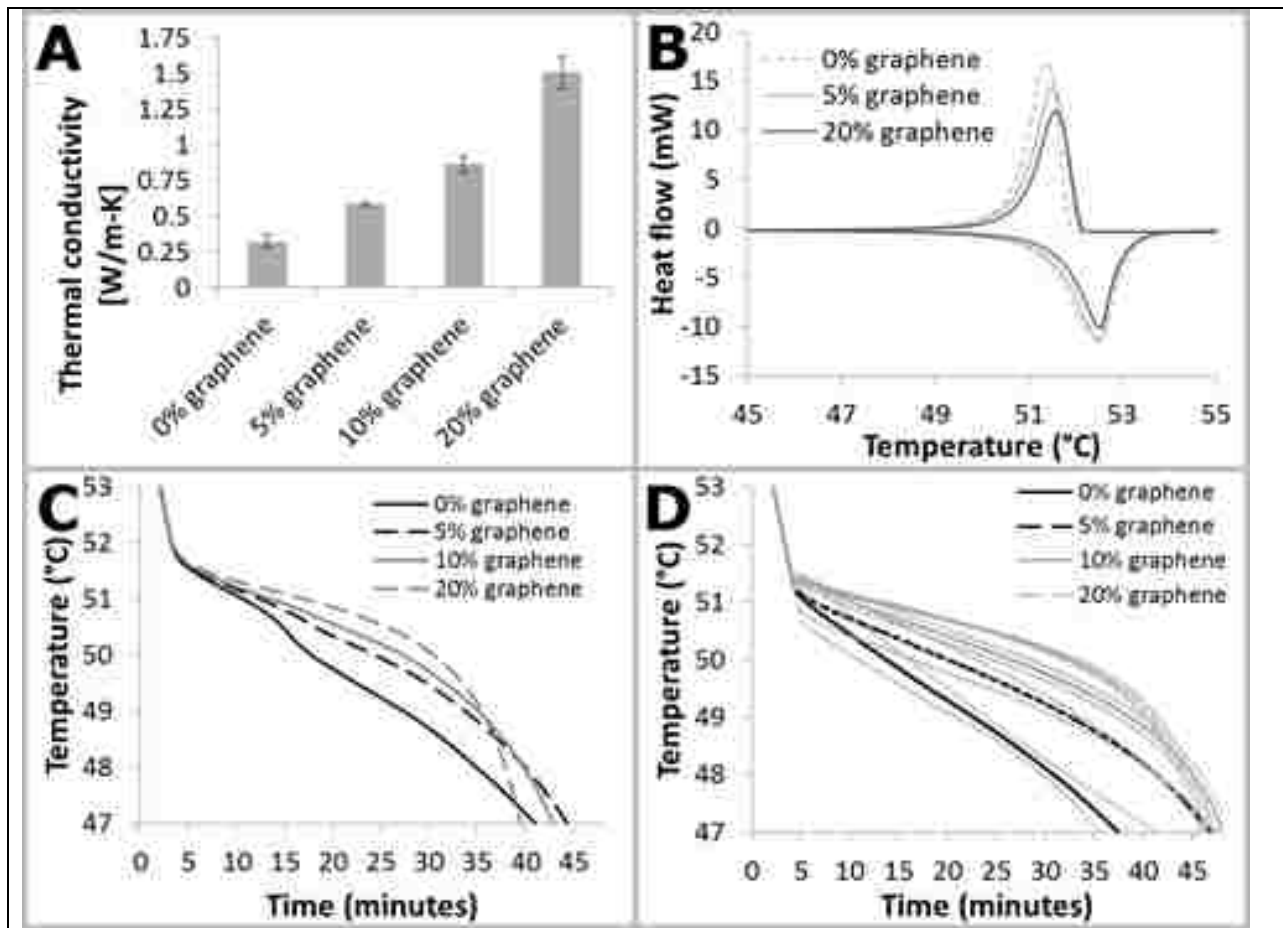 A
Thermal conductivity
[W/m-K]
1.75
1.5
1.25
1
0.75
0.5
0.25
0
0% graphene
5% graphene
10% graphene
20% graphene
B
Heat flow (mW)
20
15
10
5
0
-5
-10
-15
0% graphene
5% graphene
20% graphene
45 47 49 51 53 55
Temperature (°C)
C
Temperature (°C)
53
52
51
50
49
48
47
0% graphene
5% graphene
10% graphene
20% graphene
0 5 10 15 20 25 30 35 40 45
Time (minutes)
D
Temperature (°C)
53
52
51
50
49
48
47
0% graphene
5% graphene
10% graphene
20% graphene
0 5 10 15 20 25 30 35 40 45
Time (minutes)